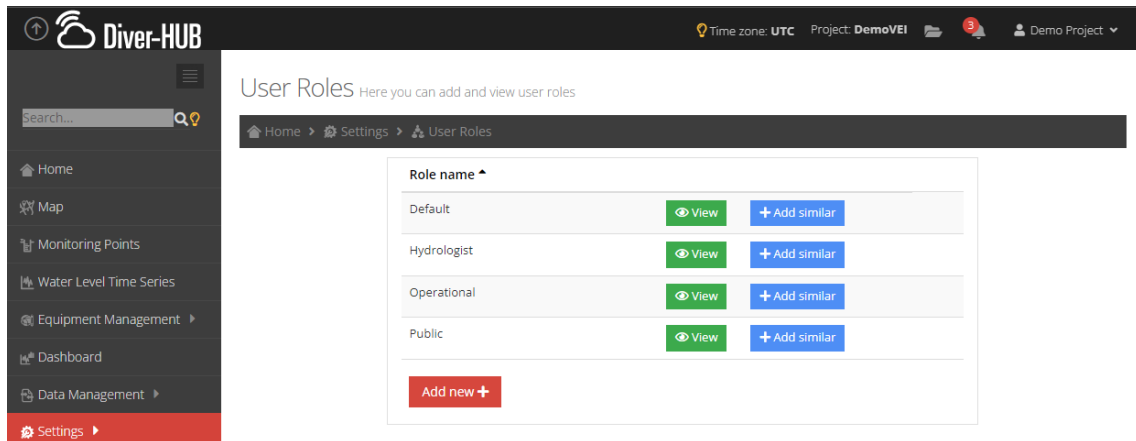 Diver-HUB
Time zone: UTC Project: DemoVEI 3 Demo Project
Search...
Home
Map
Monitoring Points
Water Level Time Series
Equipment Management
Dashboard
Data Management
Settings
User Roles Here you can add and view user roles
Home > Settings > User Roles
Role name
Default View + Add similar
Hydrologist View + Add similar
Operational View + Add similar
Public View + Add similar
Add new +